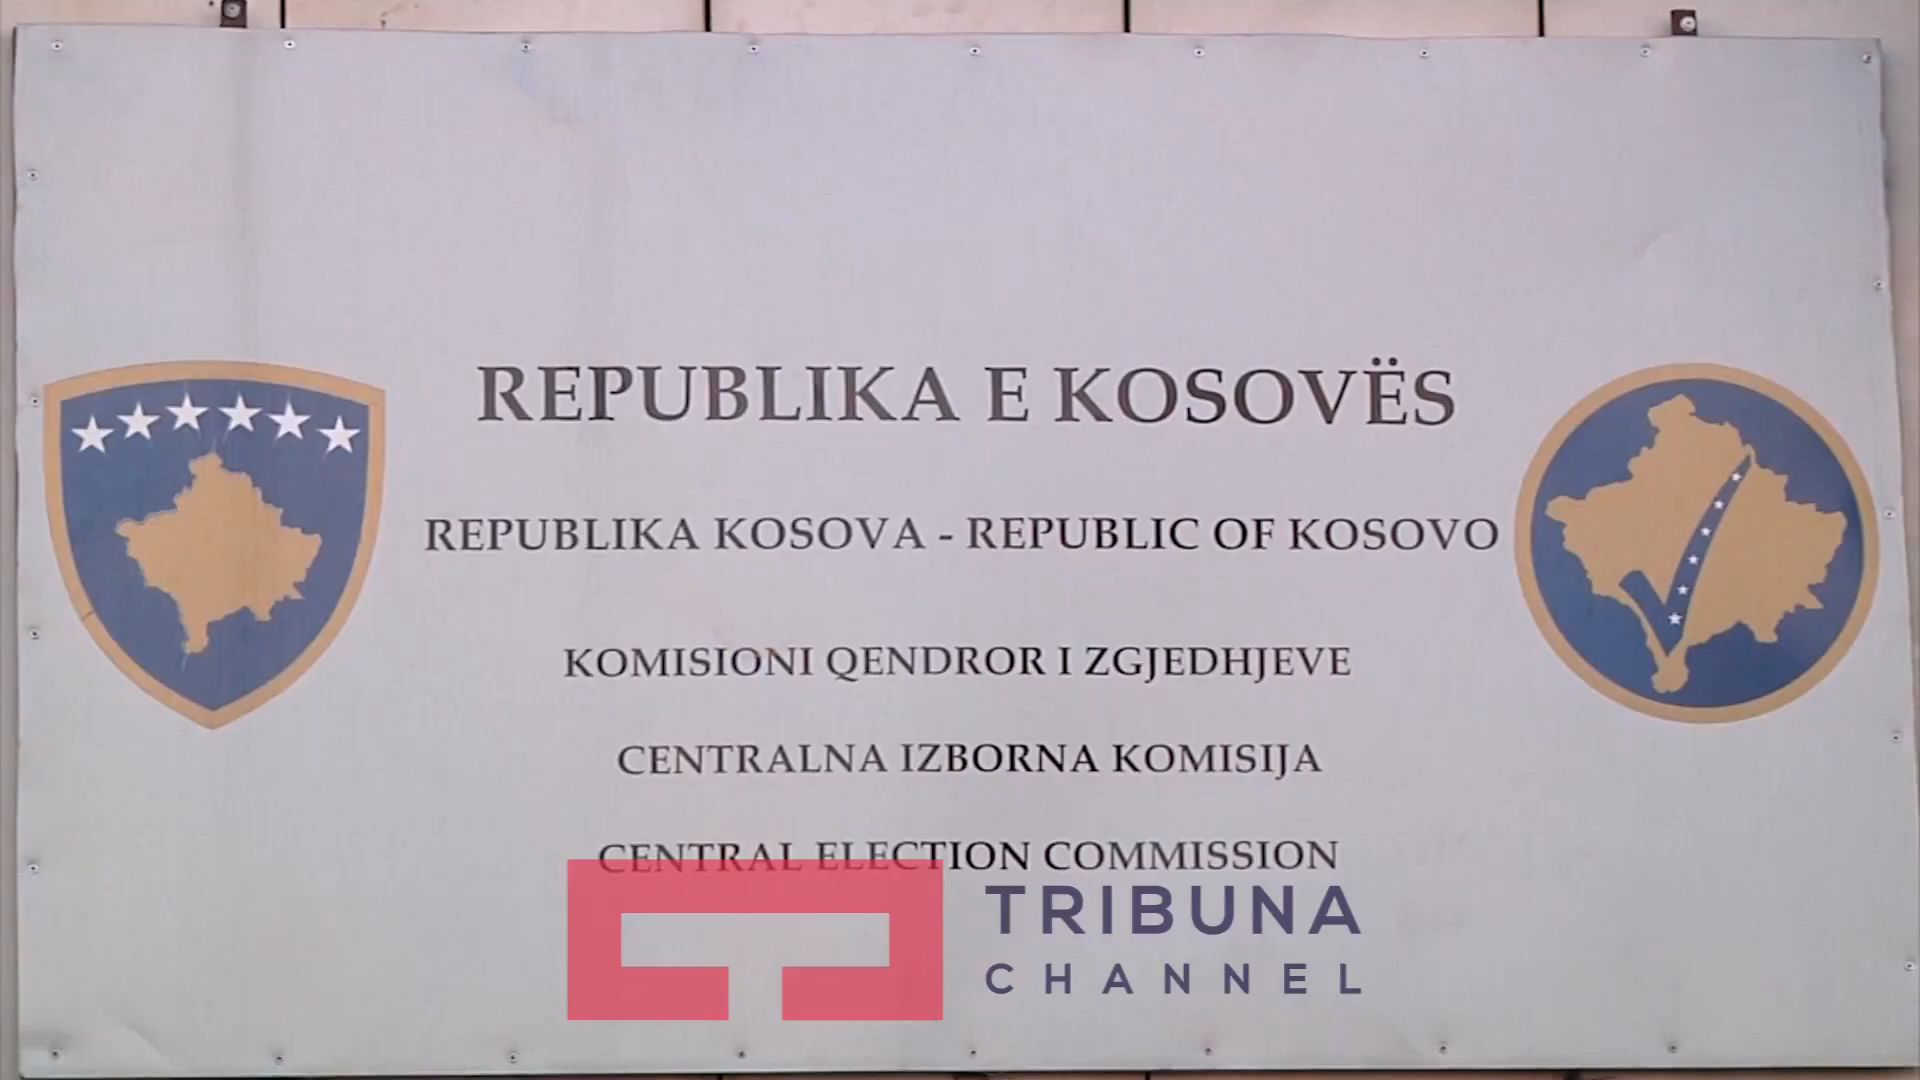 REPUBLIKA E KOSOVËS
REPUBLIKA KOSOVA - REPUBLIC OF KOSOVO
KOMISIONI QENDROR I ZGJEDHJEVE
CENTRALNA IZBORNA KOMISIJA
CENTRAL ELECTION COMMISSION
TRIBUNA
CHANNEL